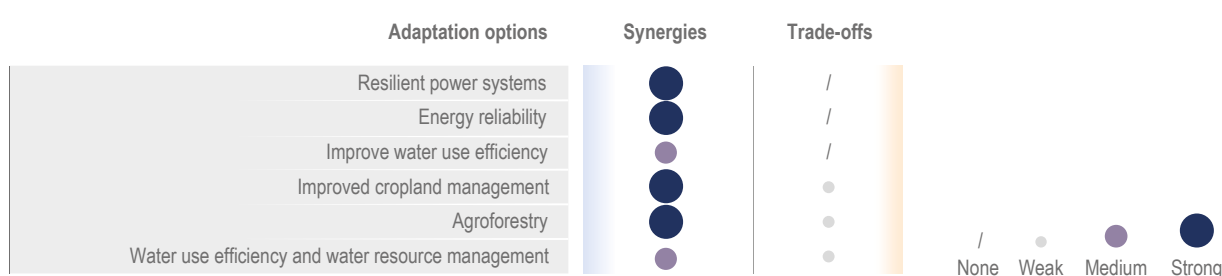 Adaptation options Synergies Trade-offs
Resilient power systems /
Energy reliability /
Improve water use efficiency /
Improved cropland management
Agroforestry
Water use efficiency and water resource management
/
None Weak Medium Strong